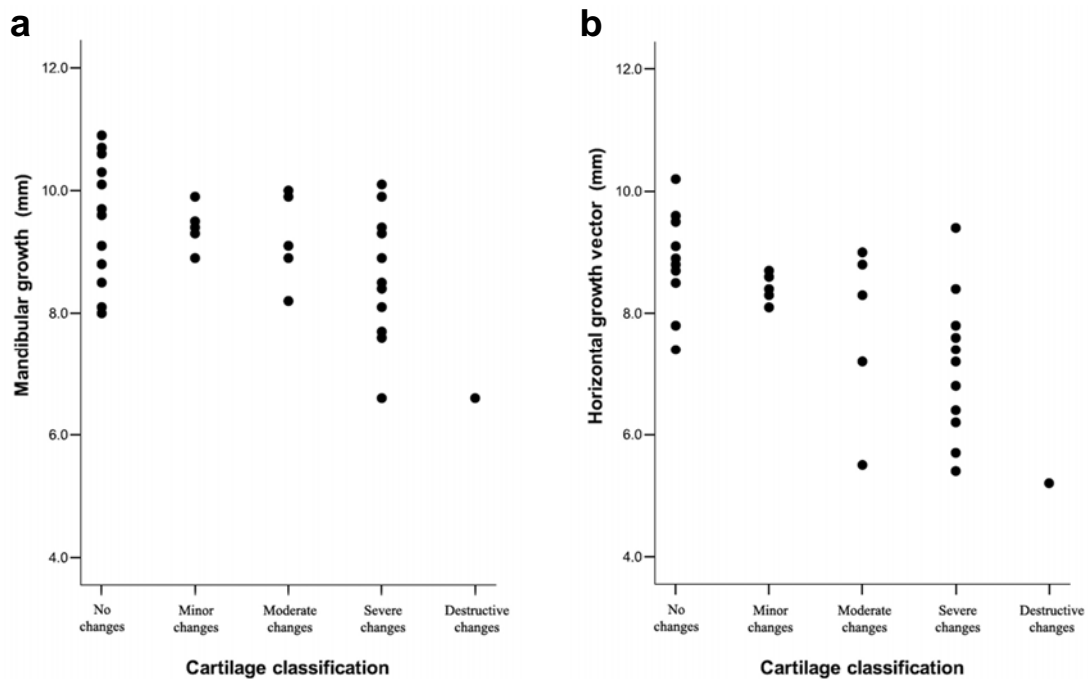 a
Mandibular growth (mm)
12.0
10.0
8.0
6.0
4.0
No changes
Minor changes
Moderate changes
Severe changes
Destructive changes
Cartilage classification
b
Horizontal growth vector (mm)
12.0
10.0
8.0
6.0
4.0
No changes
Minor changes
Moderate changes
Severe changes
Destructive changes
Cartilage classification